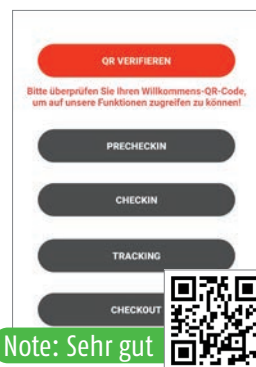 QR VERIFIEREN
Bitte überprüfen Sie Ihren Willkommens-QR-Code,
um auf unsere Funktionen zugreifen zu können!
PRECHECKIN
CHECKIN
TRACKING
CHECKOUT
Note: Sehr gut